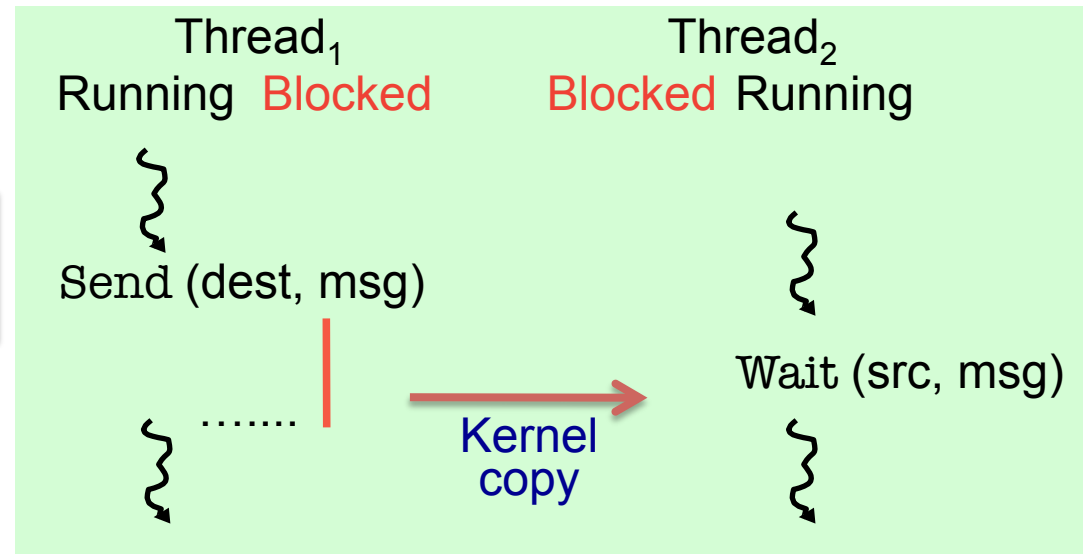 Thread₁ Thread₂
Running Blocked Blocked Running
Send (dest, msg)
Wait (src, msg)
…....
Kernel
copy